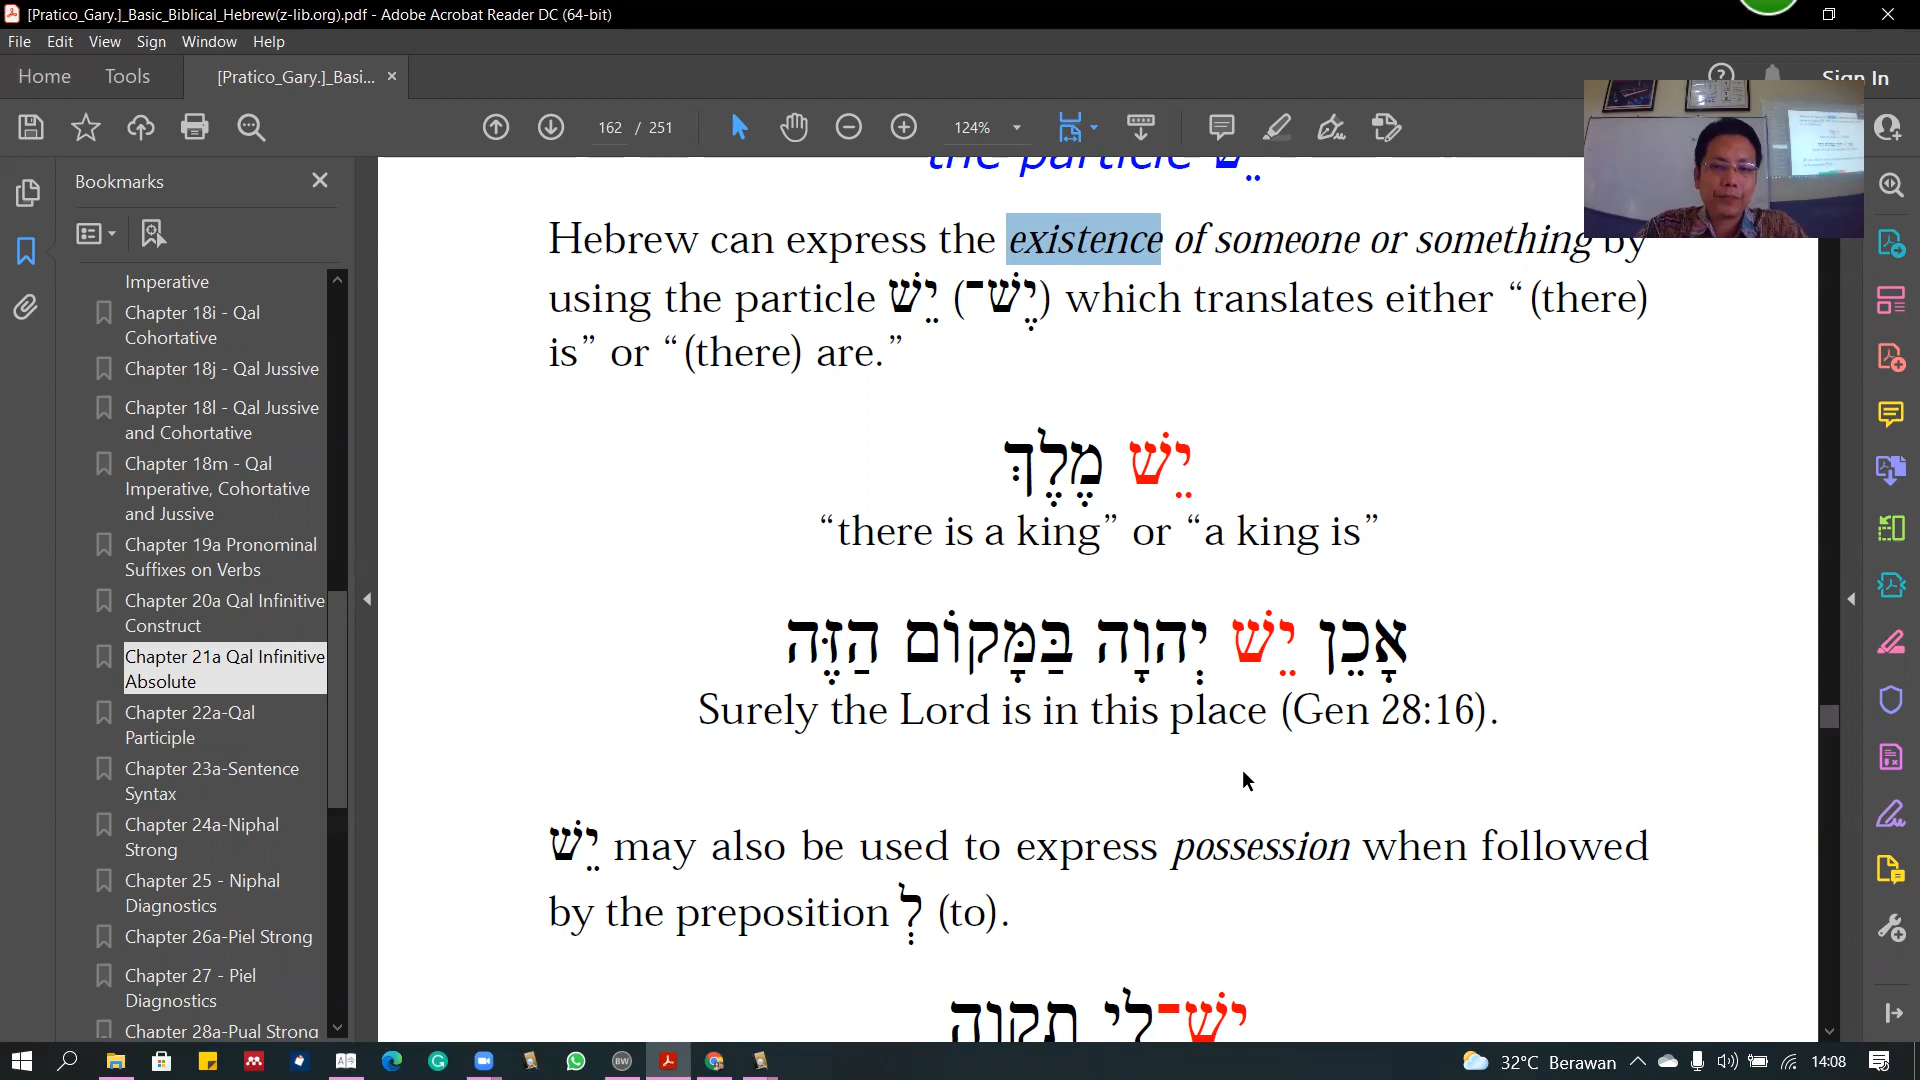 [Pratico_Gary.]_Basic_Biblical_Hebrew(z-lib.org).pdf - Adobe Acrobat Reader DC (64-bit)
File Edit View Sign Window Help
Home Tools [Pratico_Gary.]_Basi... × Sign In
162 / 251 124%
Bookmarks
Imperative
Chapter 18i - Qal
Cohortative
Chapter 18j - Qal Jussive
Chapter 18l - Qal Jussive
and Cohortative
Chapter 18m - Qal
Imperative, Cohortative
and Jussive
Chapter 19a Pronominal
Suffixes on Verbs
Chapter 20a Qal Infinitive
Construct
Chapter 21a Qal Infinitive
Absolute
Chapter 22a-Qal
Participle
Chapter 23a-Sentence
Syntax
Chapter 24a-Niphal
Strong
Chapter 25 - Niphal
Diagnostics
Chapter 26a-Piel Strong
Chapter 27 - Piel
Diagnostics
Chapter 28a-Pual Strong
the particle יֵשׁ
Hebrew can express the existence of someone or something by
using the particle יֵשׁ (יֶשׁ־) which translates either “(there)
is” or “(there) are.”
יֵשׁ מֶלֶךְ
“there is a king” or “a king is”
אָכֵן יֵשׁ יְהוָה בַּמָּקוֹם הַזֶּה
Surely the Lord is in this place (Gen 28:16).
יֵשׁ may also be used to express possession when followed
by the preposition לְ (to).
ישׁ־לי תקוה
32°C Berawan 14:08